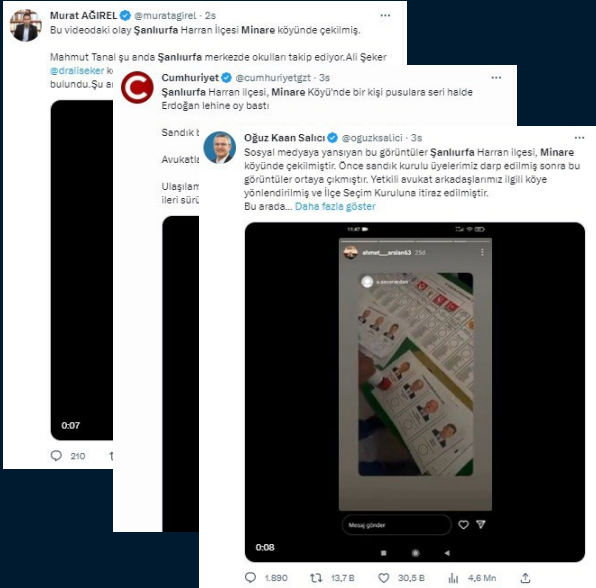 Murat AĞIREL @muratagirel · 2s
Bu videodaki olay Şanlıurfa Harran İlçesi Minare köyünde çekilmiş.
Mahmut Tanal şu anda Şanlıurfa merkezde okulları takip ediyor.Ali Şeker
@draliseker
bulundu.Şu
0:07
210
Cumhuriyet @cumhuriyetgzt · 3s
Şanlıurfa Harran ilçesi, Minare Köyü'nde bir kişi pusulara seri halde
Erdoğan lehine oy bastı
Sandık
Ulaşılam
ileri sürü
Oğuz Kaan Salıcı @oguzksalici · 3s
Sosyal medyaya yansıyan bu görüntüler Şanlıurfa Harran ilçesi, Minare
köyünde çekilmiştir. Önce sandık kurulu üyelerimiz darp edilmiş sonra bu
görüntüler ortaya çıkmıştır. Yetkili avukat arkadaşlarımız ilgili köye
yönlendirilmiş ve İlçe Seçim Kuruluna itiraz edilmiştir.
Bu arada... Daha fazla göster
11:47
ahmet__arslan63 25d
Mesaj gönder
0:08
1.890 13,7 B 30,5 B 4,6 Mn